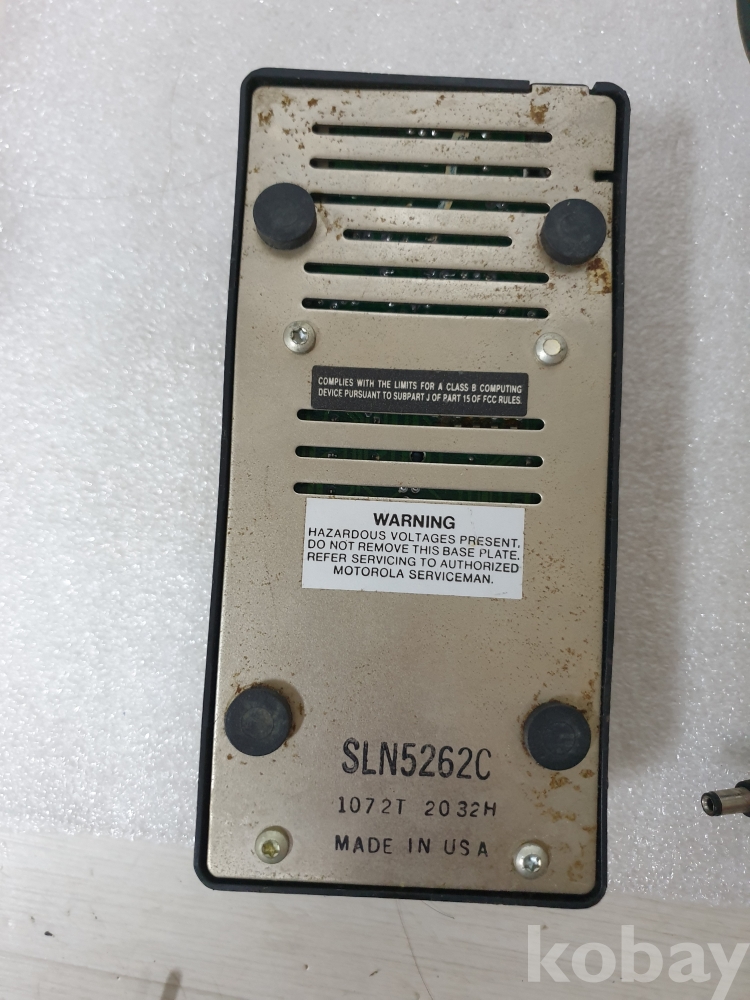 COMPLIES WITH THE LIMITS FOR A CLASS B COMPUTING
DEVICE PURSUANT TO SUBPART J OF PART 15 OF FCC RULES.
WARNING
HAZARDOUS VOLTAGES PRESENT.
DO NOT REMOVE THIS BASE PLATE.
REFER SERVICING TO AUTHORIZED
MOTOROLA SERVICEMAN.
SLN5262C
1072T 2032H
MADE IN USA
kobay